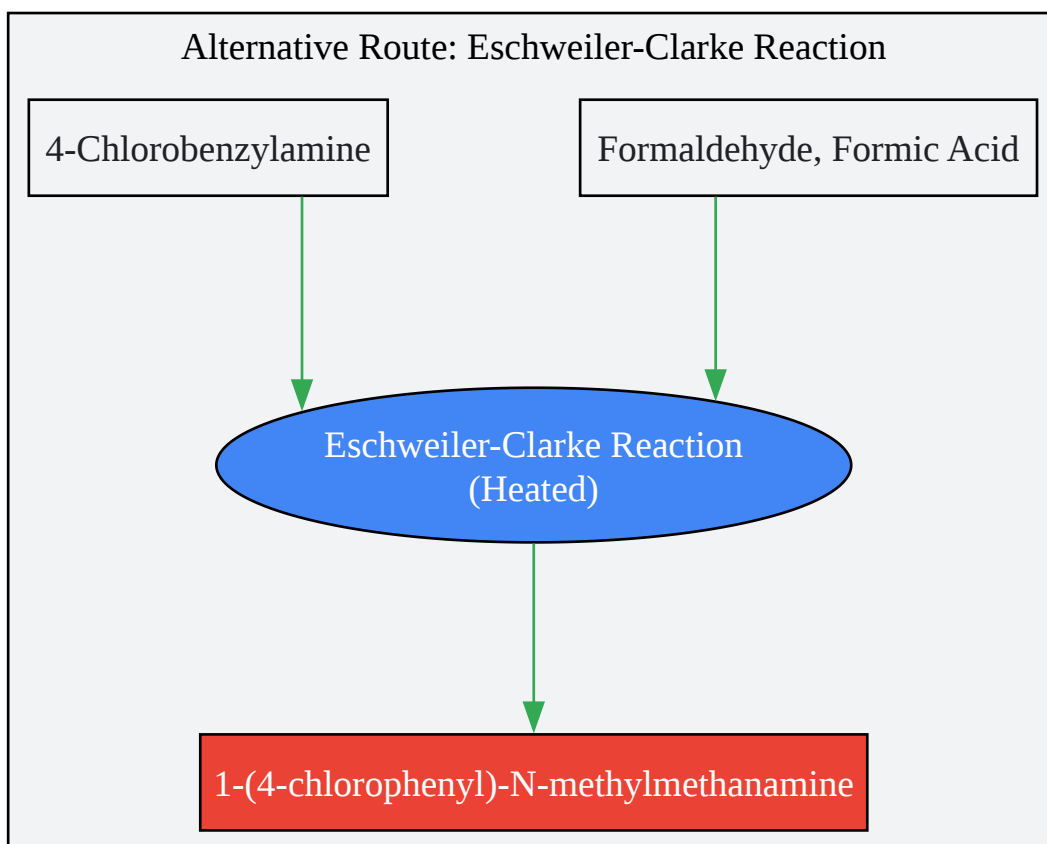 Alternative Route: Eschweiler-Clarke Reaction
4-Chlorobenzylamine
Formaldehyde, Formic Acid
Eschweiler-Clarke Reaction
(Heated)
1-(4-chlorophenyl)-N-methylmethanamine